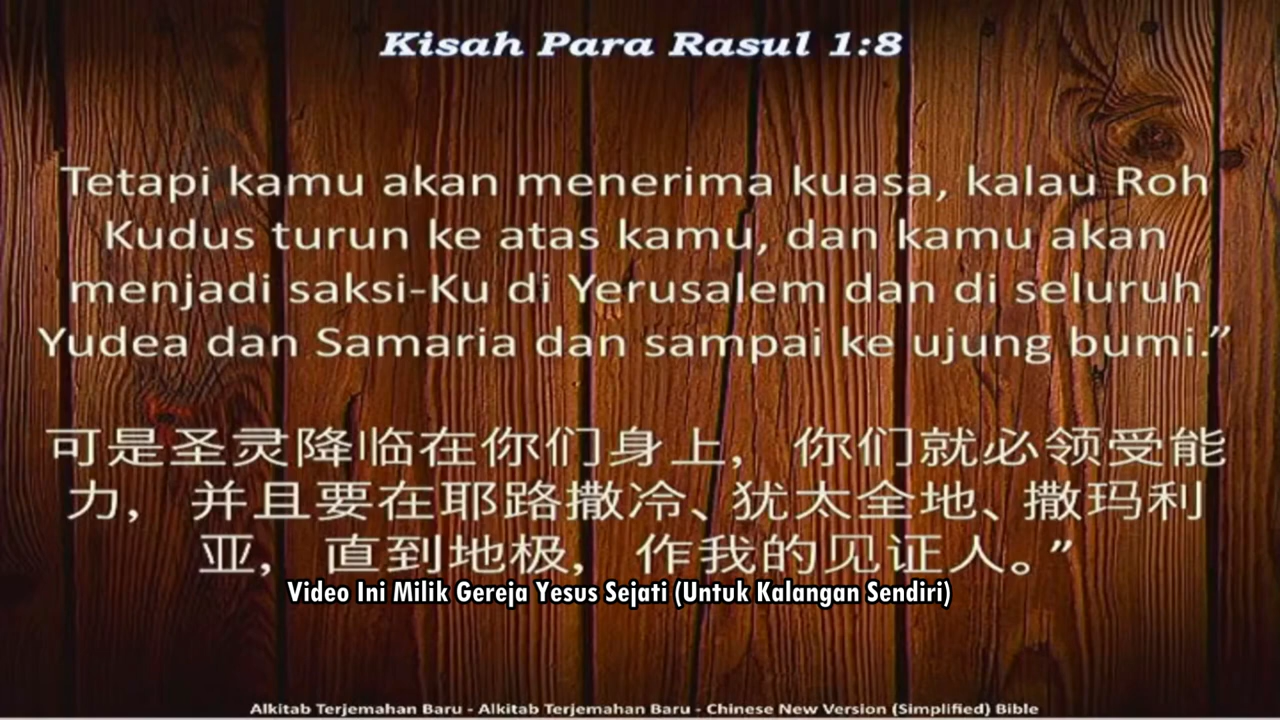 Kisah Para Rasul 1:8
Tetapi kamu akan menerima kuasa, kalau Roh
Kudus turun ke atas kamu, dan kamu akan
menjadi saksi-Ku di Yerusalem dan di seluruh
Yudea dan Samaria dan sampai ke ujung bumi.”
可是圣灵降临在你们身上， 你们就必领受能
力， 并且要在耶路撒冷、犹太全地、撒玛利
亚， 直到地极， 作我的见证人。”
Video Ini Milik Gereja Yesus Sejati (Untuk Kalangan Sendiri)
Alkitab Terjemahan Baru - Alkitab Terjemahan Baru - Chinese New Version (Simplified) Bible